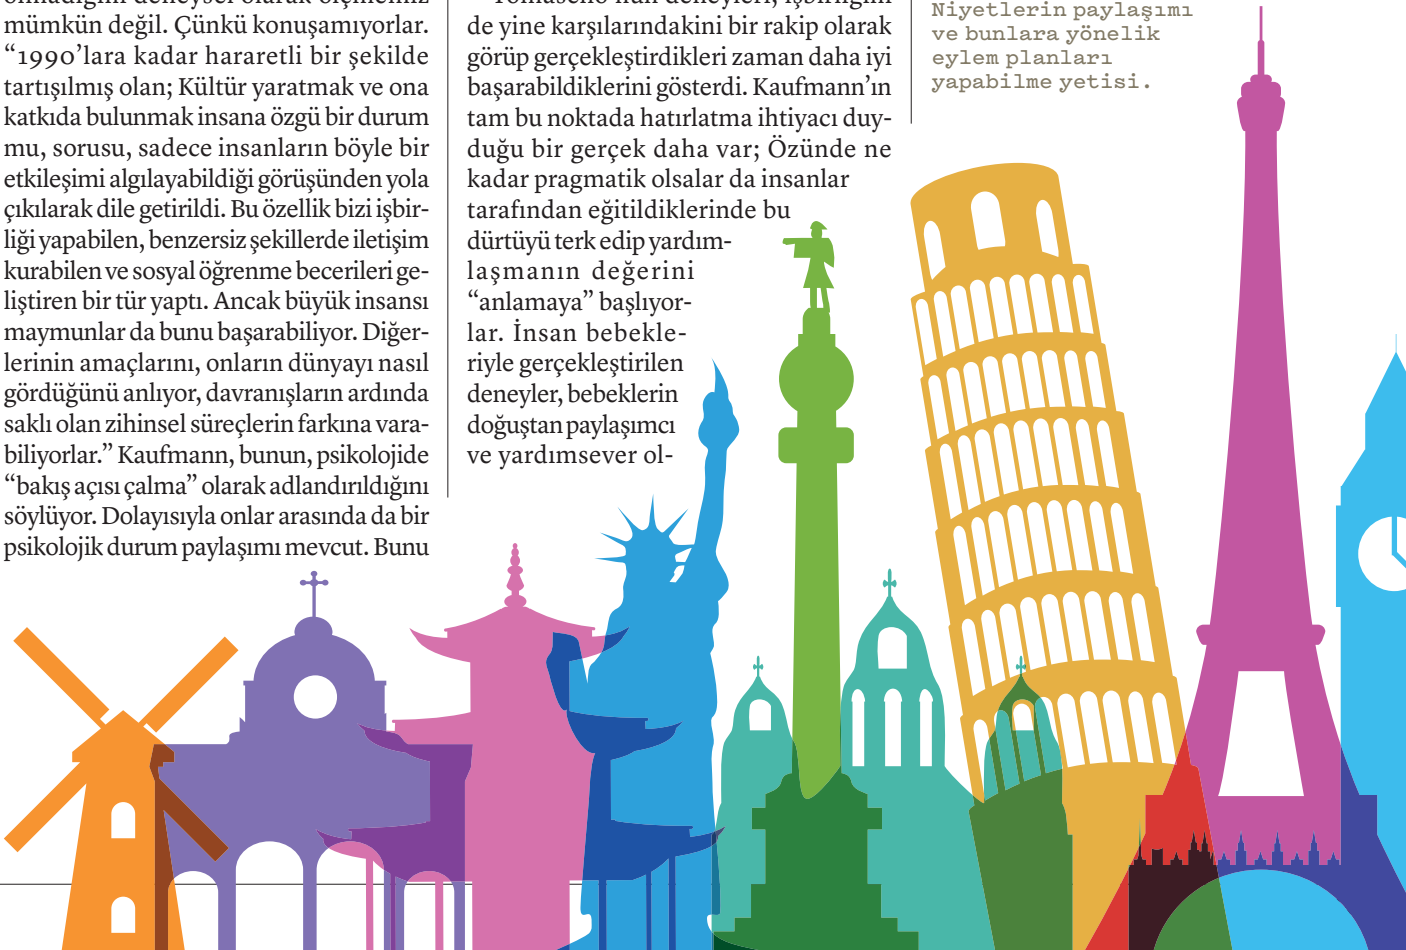 mümkün değil. Çünkü konuşamıyorlar.
“1990’lara kadar hararetli bir şekilde
tartışılmış olan; Kültür yaratmak ve ona
katkıda bulunmak insana özgü bir durum
mu, sorusu, sadece insanların böyle bir
etkileşimi algılayabildiği görüşünden yola
çıkılarak dile getirildi. Bu özellik bizi işbir-
liği yapabilen, benzersiz şekillerde iletişim
kurabilen ve sosyal öğrenme becerileri ge-
liştiren bir tür yaptı. Ancak büyük insansı
maymunlar da bunu başarabiliyor. Diğer-
lerinin amaçlarını, onların dünyayı nasıl
gördüğünü anlıyor, davranışların ardında
saklı olan zihinsel süreçlerin farkına vara-
biliyorlar.” Kaufmann, bunun, psikolojide
“bakış açısı çalma” olarak adlandırıldığını
söylüyor. Dolayısıyla onlar arasında da bir
psikolojik durum paylaşımı mevcut. Bunu
de yine karşılarındakini bir rakip olarak
görüp gerçekleştirdikleri zaman daha iyi
başarabildiklerini gösterdi. Kaufmann’ın
tam bu noktada hatırlatma ihtiyacı duy-
duğu bir gerçek daha var; Özünde ne
kadar pragmatik olsalar da insanlar
tarafından eğitildiklerinde bu
dürtüyü terk edip yardım-
laşmanın değerini
“anlamaya” başlıyor-
lar. İnsan bebekle-
riyle gerçekleştirilen
deneyler, bebeklerin
doğuştan paylaşımcı
ve yardımsever ol-
Niyetlerin paylaşımı
ve bunlara yönelik
eylem planları
yapabilme yetisi.